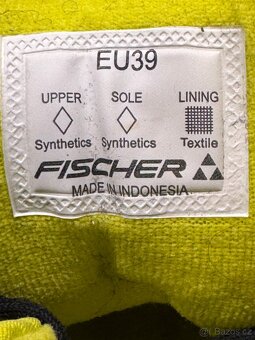 EU39
UPPER SOLE LINING
Synthetics Synthetics Textile
FISCHER
MADE IN INDONESIA
Bazos.cz